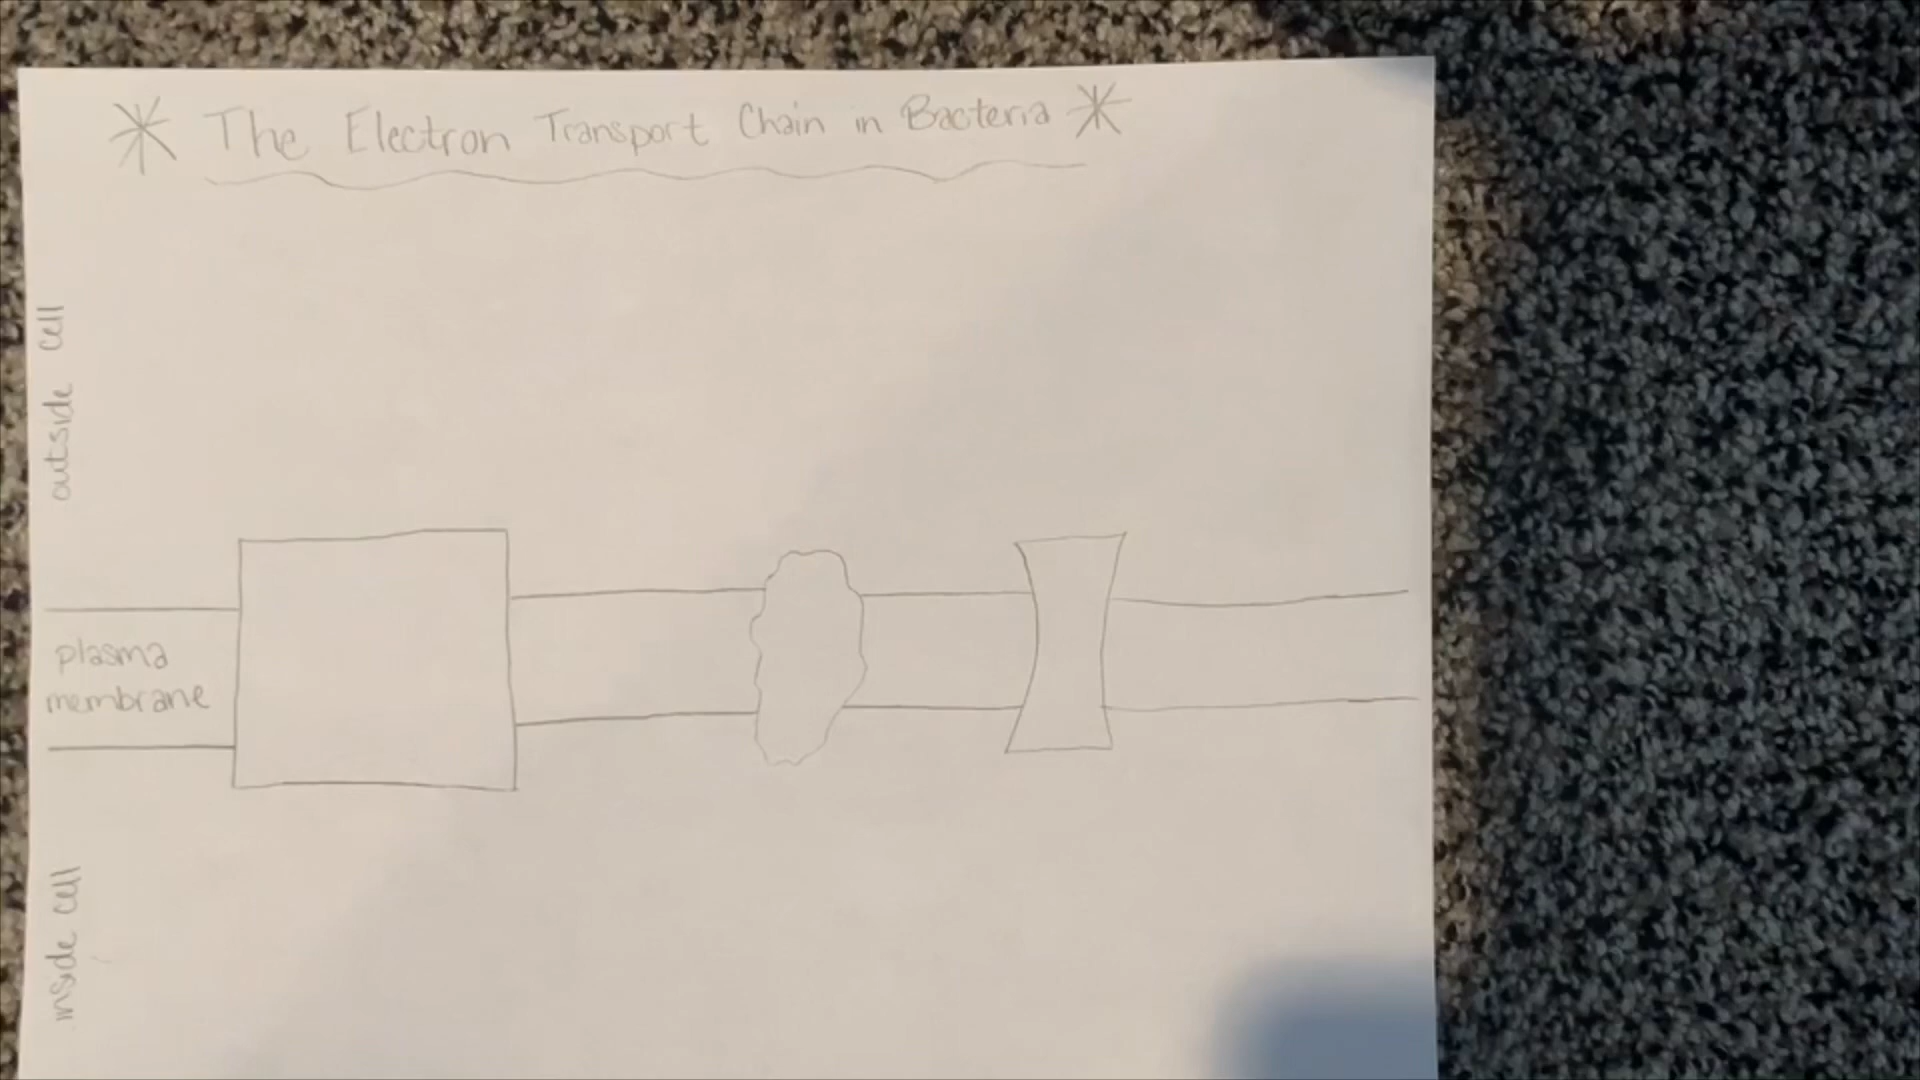 The Electron Transport Chain in Bacteria
outside cell
plasma
membrane
inside cell